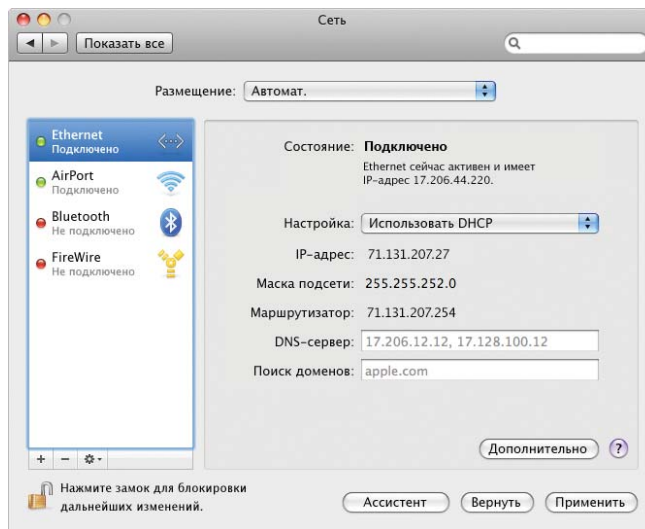 Сеть
Показать все
Размещение: Автомат.
Ethernet
Подключено
AirPort
Подключено
Bluetooth
Не подключено
FireWire
Не подключено
Состояние: Подключено
Ethernet сейчас активен и имеет
IP-адрес 17.206.44.220.
Настройка: Использовать DHCP
IP-адрес: 71.131.207.27
Маска подсети: 255.255.252.0
Маршрутизатор: 71.131.207.254
DNS-сервер: 17.206.12.12, 17.128.100.12
Поиск доменов: apple.com
Дополнительно ?
Нажмите замок для блокировки
дальнейших изменений.
Ассистент Вернуть Применить